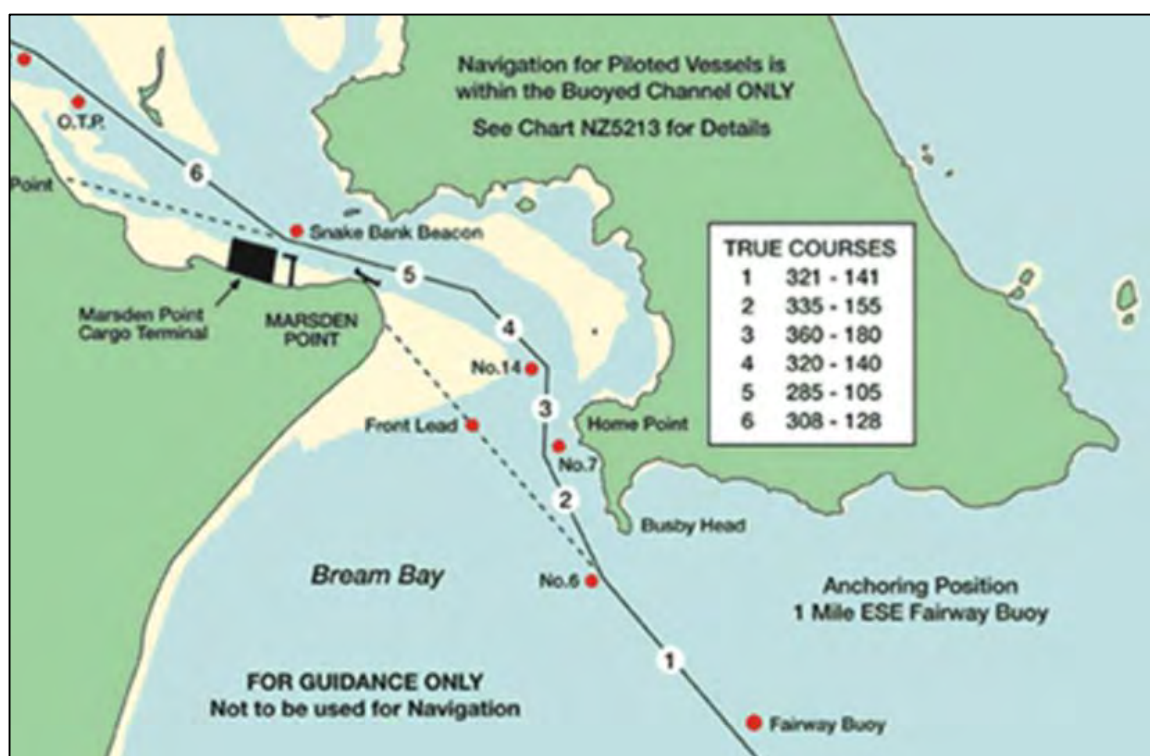 Navigation for Piloted Vessels is
within the Buoyed Channel ONLY
See Chart NZ5213 for Details
O.T.P.
6
Point
Snake Bank Beacon
5
Marsden Point
Cargo Terminal
MARSDEN
POINT
4
No.14
3
Front Lead
Home Point
No.7
2
Busby Head
TRUE COURSES
1 321 - 141
2 335 - 155
3 360 - 180
4 320 - 140
5 285 - 105
6 308 - 128
Bream Bay
No.6
Anchoring Position
1 Mile ESE Fairway Buoy
1
FOR GUIDANCE ONLY
Not to be used for Navigation
Fairway Buoy